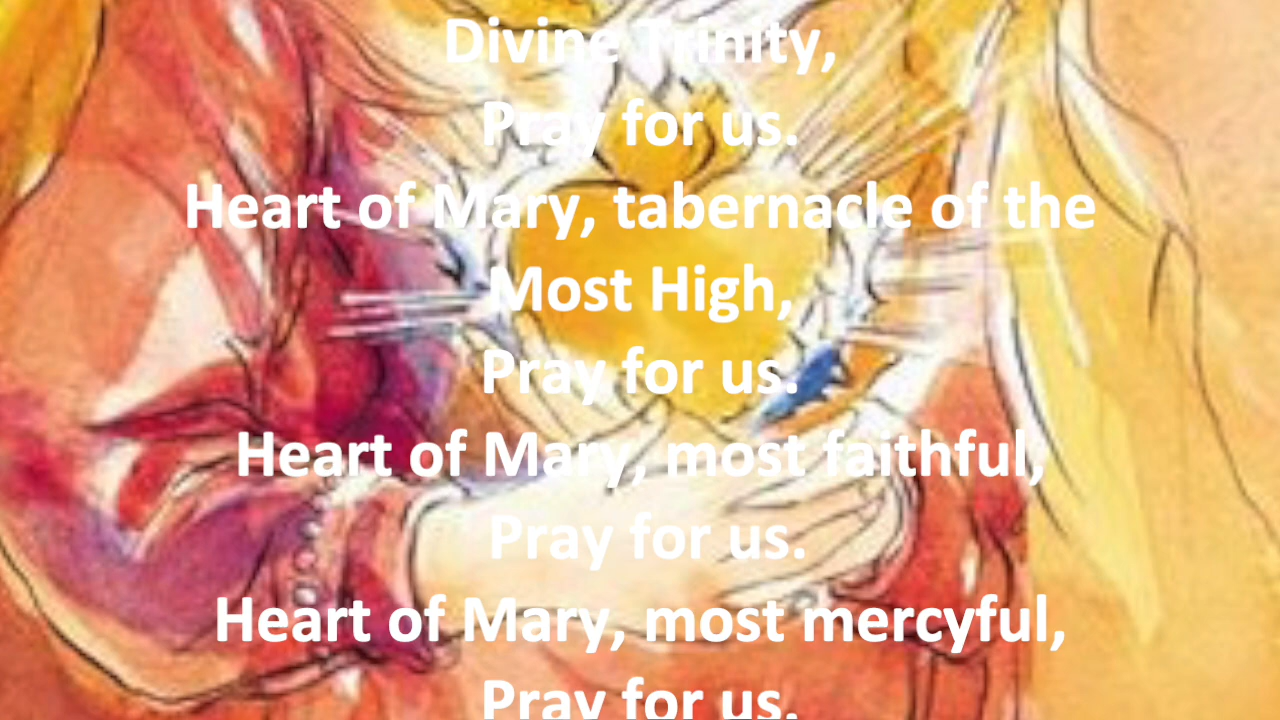 Divine Trinity,
Pray for us.
Heart of Mary, tabernacle of the
Most High,
Pray for us.
Heart of Mary, most faithful,
Pray for us.
Heart of Mary, most mercyful,
Pray for us.